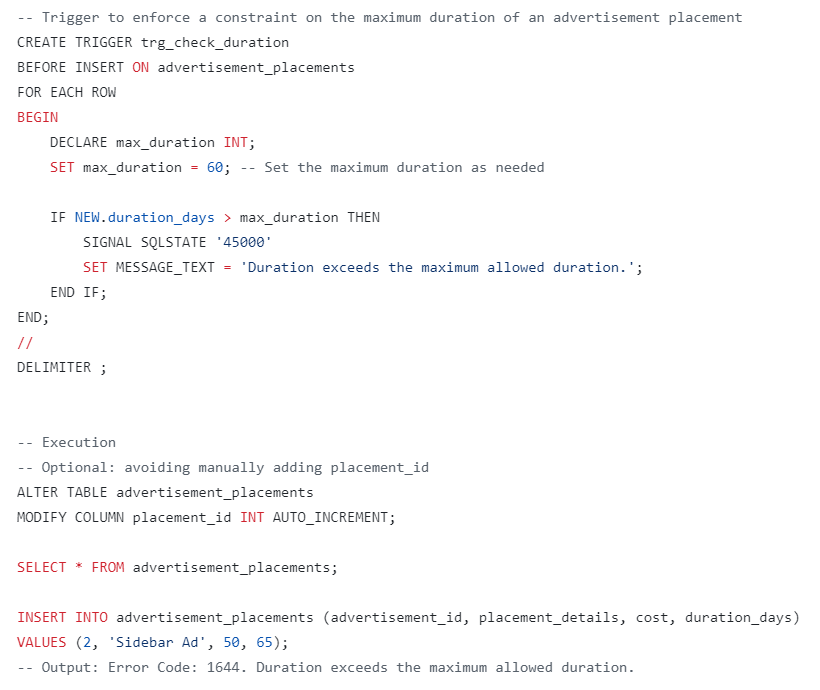 -- Trigger to enforce a constraint on the maximum duration of an advertisement placement
CREATE TRIGGER trg_check_duration
BEFORE INSERT ON advertisement_placements
FOR EACH ROW
BEGIN
    DECLARE max_duration INT;
    SET max_duration = 60; -- Set the maximum duration as needed

    IF NEW.duration_days > max_duration THEN
        SIGNAL SQLSTATE '45000'
        SET MESSAGE_TEXT = 'Duration exceeds the maximum allowed duration.';
    END IF;
END;
//
DELIMITER ;

-- Execution
-- Optional: avoiding manually adding placement_id
ALTER TABLE advertisement_placements
MODIFY COLUMN placement_id INT AUTO_INCREMENT;

SELECT * FROM advertisement_placements;

INSERT INTO advertisement_placements (advertisement_id, placement_details, cost, duration_days)
VALUES (2, 'Sidebar Ad', 50, 65);
-- Output: Error Code: 1644. Duration exceeds the maximum allowed duration.